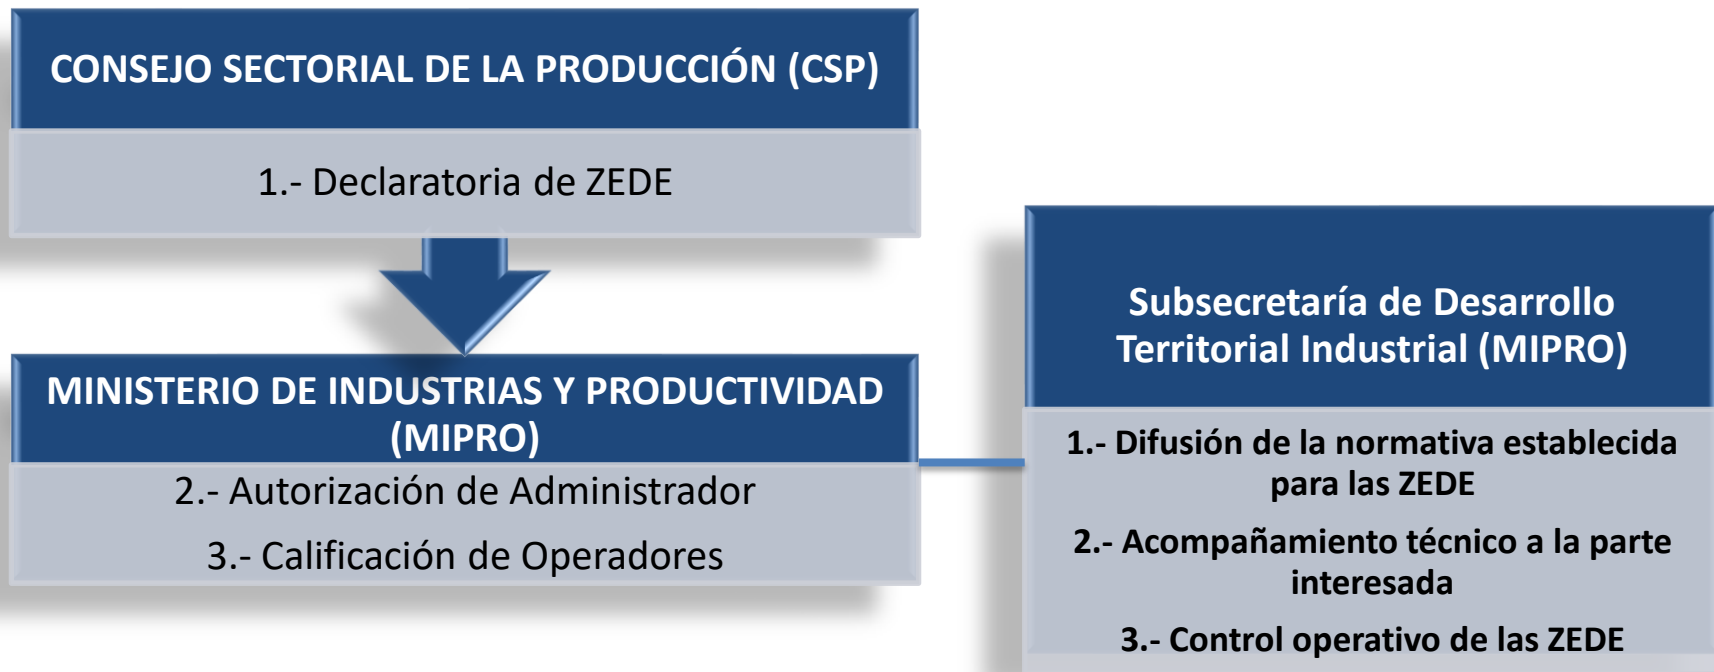 CONSEJO SECTORIAL DE LA PRODUCCIÓN (CSP)
1.- Declaratoria de ZEDE
MINISTERIO DE INDUSTRIAS Y PRODUCTIVIDAD
(MIPRO)
2.- Autorización de Administrador
3.- Calificación de Operadores
Subsecretaría de Desarrollo
Territorial Industrial (MIPRO)
1.- Difusión de la normativa establecida
para las ZEDE
2.- Acompañamiento técnico a la parte
interesada
3.- Control operativo de las ZEDE